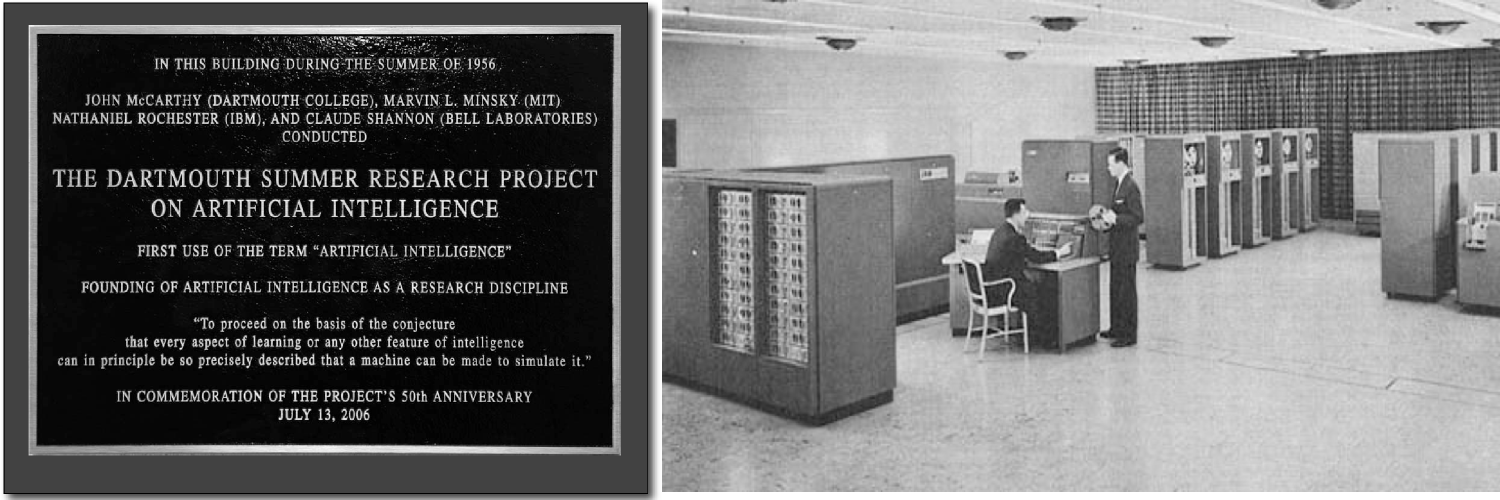 IN THIS BUILDING DURING THE SUMMER OF 1956
JOHN McCARTHY (DARTMOUTH COLLEGE), MARVIN L. MINSKY (MIT)
NATHANIEL ROCHESTER (IBM), AND CLAUDE SHANNON (BELL LABORATORIES)
CONDUCTED
THE DARTMOUTH SUMMER RESEARCH PROJECT
ON ARTIFICIAL INTELLIGENCE
FIRST USE OF THE TERM “ARTIFICIAL INTELLIGENCE”
FOUNDING OF ARTIFICIAL INTELLIGENCE AS A RESEARCH DISCIPLINE
“To proceed on the basis of the conjecture
that every aspect of learning or any other feature of intelligence
can in principle be so precisely described that a machine can be made to simulate it.”
IN COMMEMORATION OF THE PROJECT'S 50th ANNIVERSARY
JULY 13, 2006